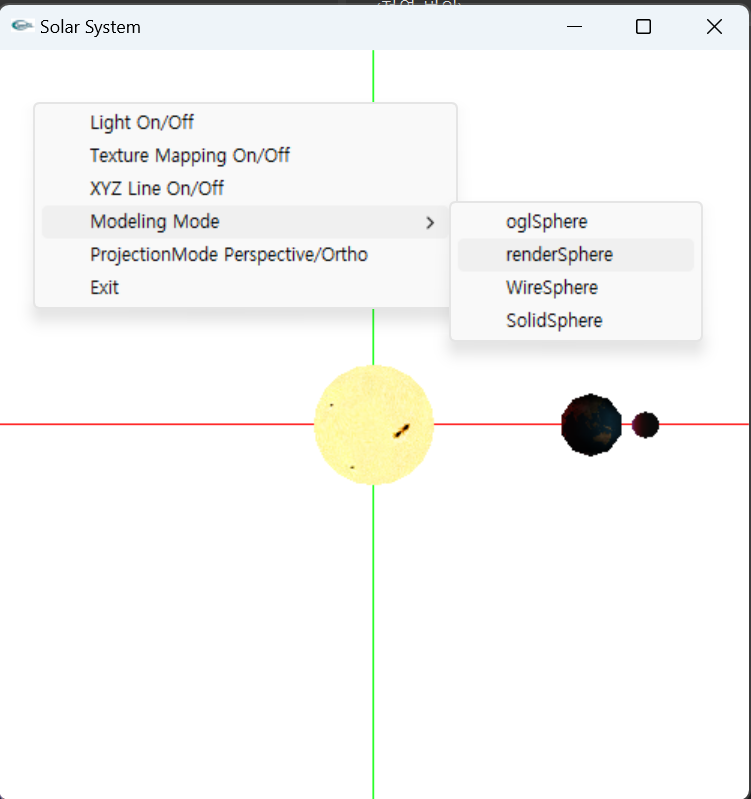 Solar System
Light On/Off
Texture Mapping On/Off
XYZ Line On/Off
Modeling Mode
ProjectionMode Perspective/Ortho
Exit
oglSphere
renderSphere
WireSphere
SolidSphere